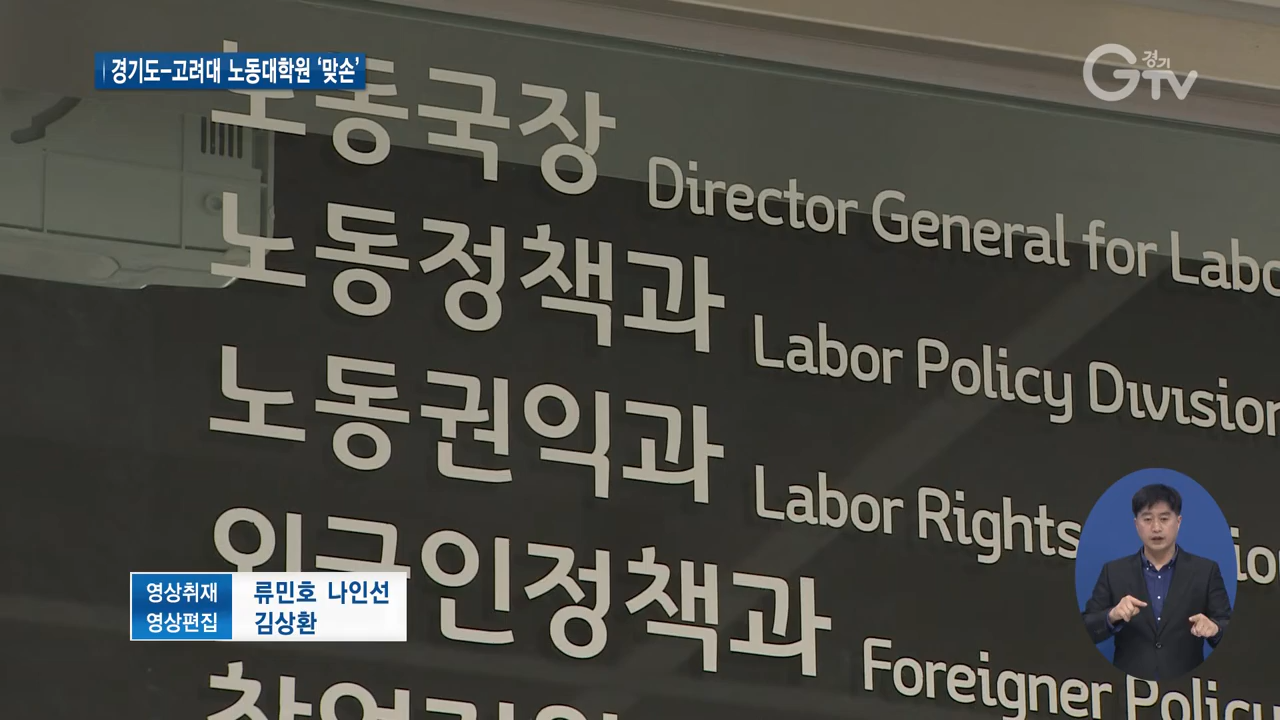 경기도-고려대 노동대학원 '맞손'
경기
GTV
노동국장 Director General for Labo
노동정책과 Labor Policy Division
노동권익과 Labor Rights
외국인정책과 Foreigner Policy
영상취재 류민호 나인선
영상편집 김상환